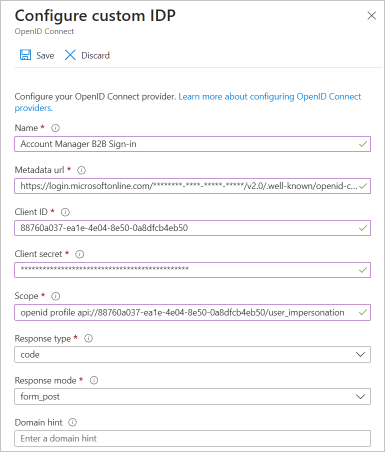 Configure custom IDP
OpenID Connect
Save Discard
Configure your OpenID Connect provider. Learn more about configuring OpenID Connect
providers.
Name *
Account Manager B2B Sign-in
Metadata url *
https://login.microsoftonline.com/********-****-*****-*****/v2.0/.well-known/openid-c...
Client ID *
88760a037-ea1e-4e04-8e50-0a8dfcb4eb50
Client secret *
**********************************************
Scope *
openid profile api://88760a037-ea1e-4e04-8e50-0a8dfcb4eb50/user_impersonation
Response type *
code
Response mode *
form_post
Domain hint
Enter a domain hint